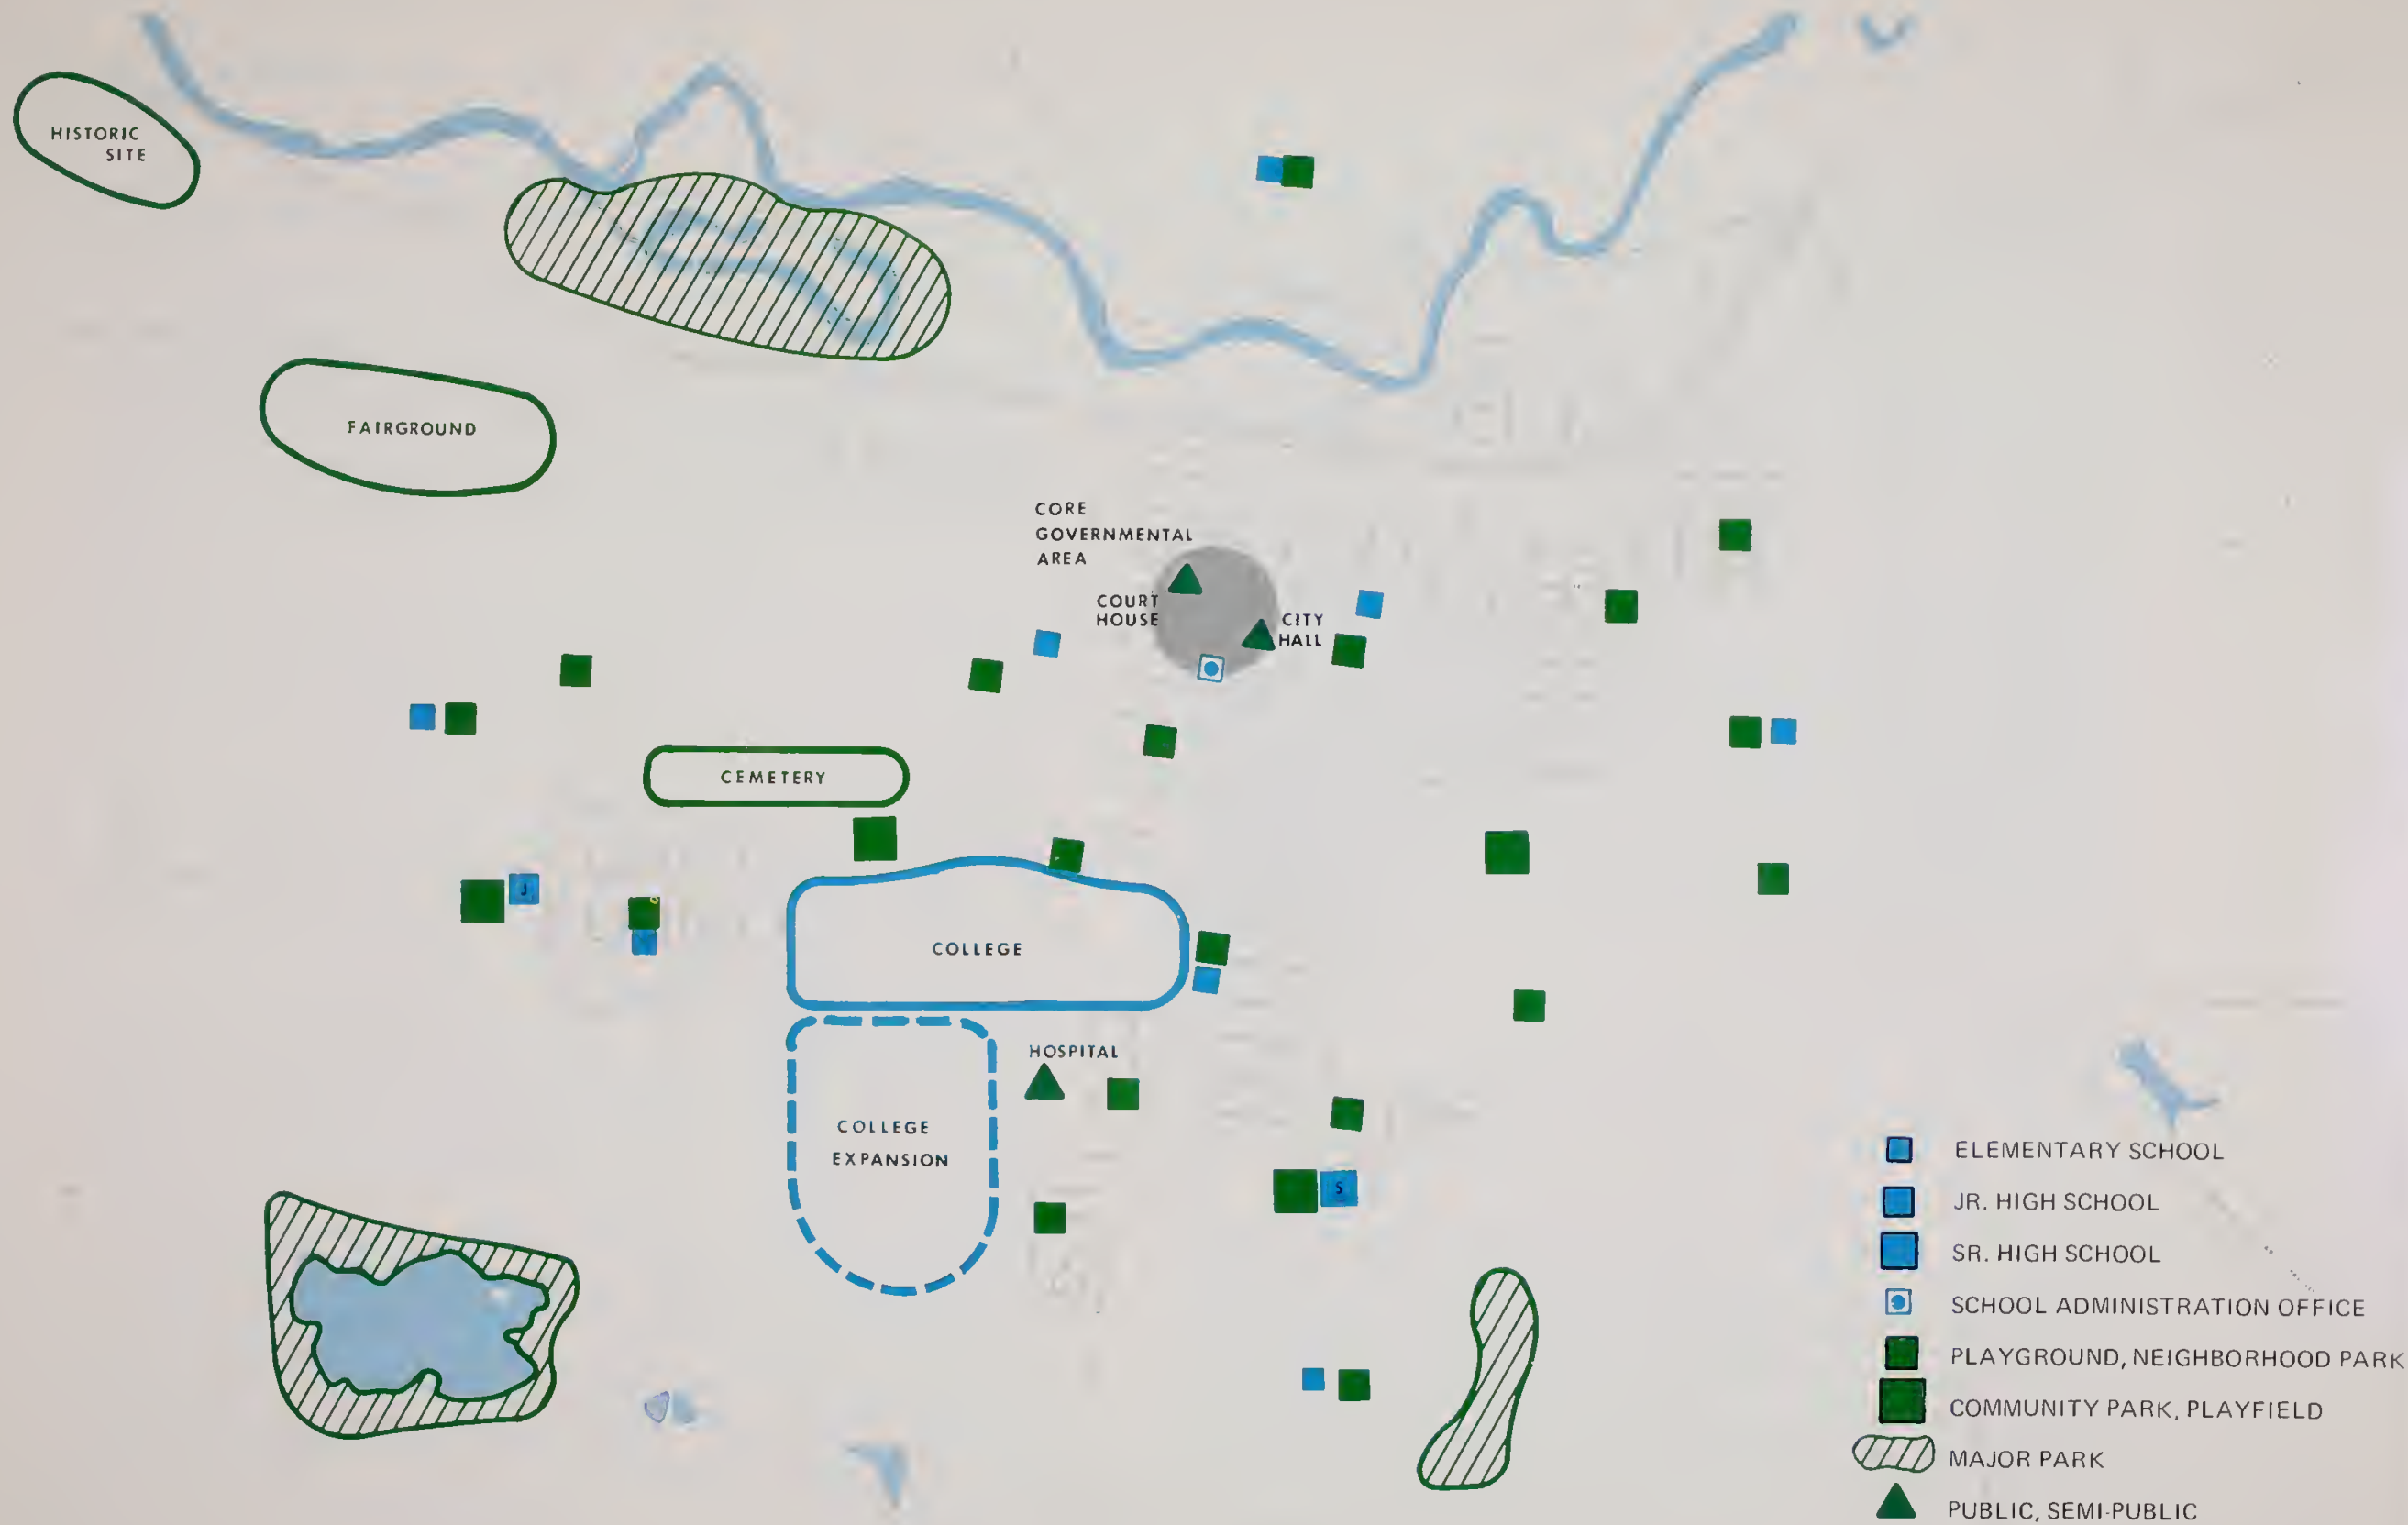 HISTORIC
SITE
FAIRGROUND
CORE
GOVERNMENTAL
AREA
COURT
HOUSE
CITY
HALL
CEMETERY
J
COLLEGE
HOSPITAL
COLLEGE
EXPANSION
S
ELEMENTARY SCHOOL
JR. HIGH SCHOOL
SR. HIGH SCHOOL
SCHOOL ADMINISTRATION OFFICE
PLAYGROUND, NEIGHBORHOOD PARK
COMMUNITY PARK, PLAYFIELD
MAJOR PARK
PUBLIC, SEMI-PUBLIC